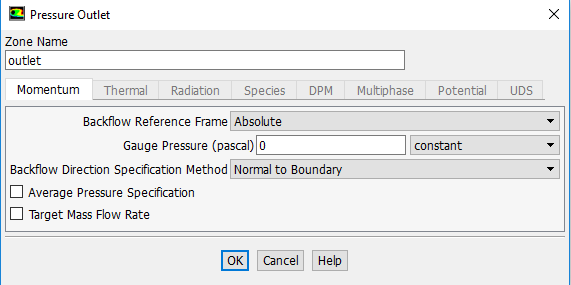 Pressure Outlet
Zone Name
outlet
Momentum Thermal Radiation Species DPM Multiphase Potential UDS
Backflow Reference Frame Absolute
Gauge Pressure (pascal) 0 constant
Backflow Direction Specification Method Normal to Boundary
Average Pressure Specification
Target Mass Flow Rate
OK Cancel Help